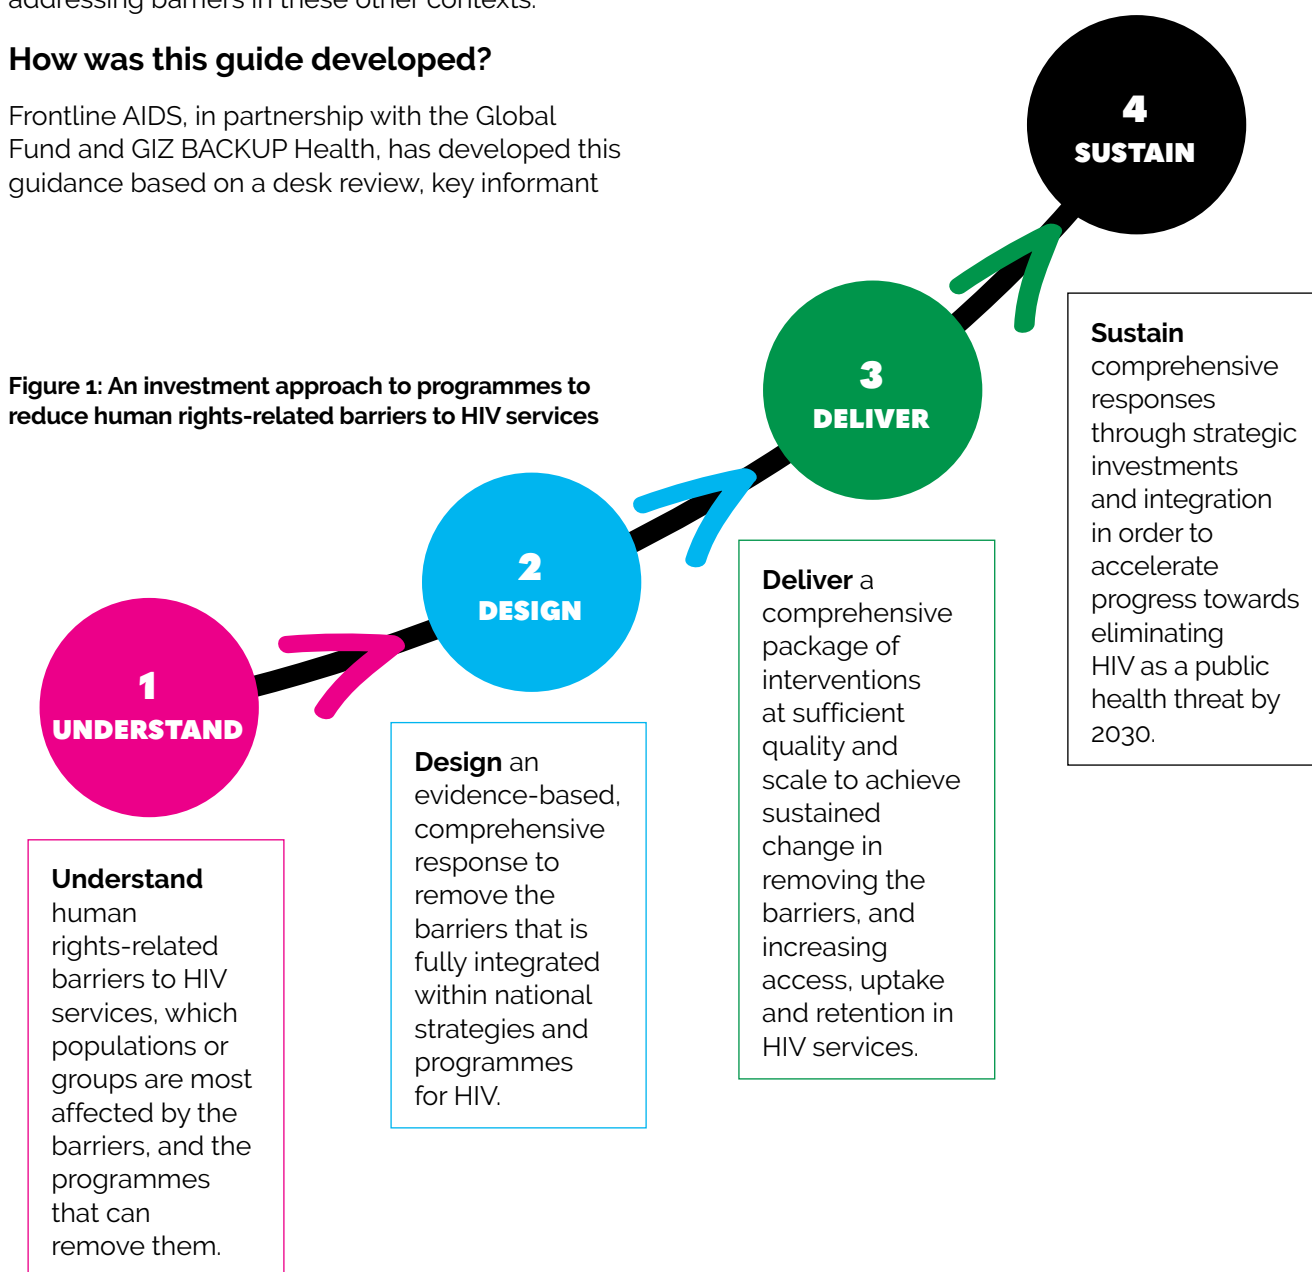 addressing barriers in these other contexts.
How was this guide developed?
Frontline AIDS, in partnership with the Global
Fund and GIZ BACKUP Health, has developed this
guidance based on a desk review, key informant
Figure 1: An investment approach to programmes to
reduce human rights-related barriers to HIV services
1
UNDERSTAND
Understand
human
rights-related
barriers to HIV
services, which
populations or
groups are most
affected by the
barriers, and the
programmes
that can
remove them.
2
DESIGN
Design an
evidence-based,
comprehensive
response to
remove the
barriers that is
fully integrated
within national
strategies and
programmes
for HIV.
3
DELIVER
Deliver a
comprehensive
package of
interventions
at sufficient
quality and
scale to achieve
sustained
change in
removing the
barriers, and
increasing
access, uptake
and retention in
HIV services.
4
SUSTAIN
Sustain
comprehensive
responses
through strategic
investments
and integration
in order to
accelerate
progress towards
eliminating
HIV as a public
health threat by
2030.